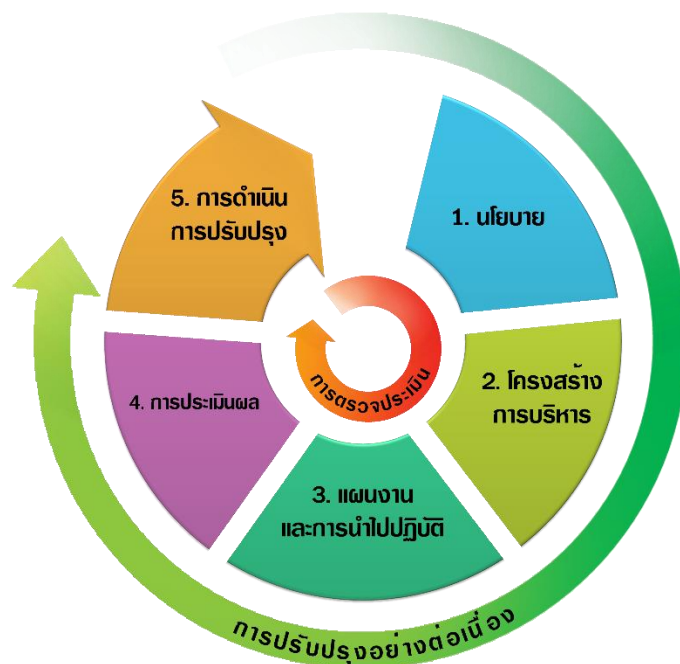 1. นโยบาย
2. โครงสร้าง
การบริหาร
3. แผนงาน
และการนำไปปฏิบัติ
4. การประเมินผล
5. การดำเนิน
การปรับปรุง
การตรวจประเมิน
การปรับปรุงอย่างต่อเนื่อง